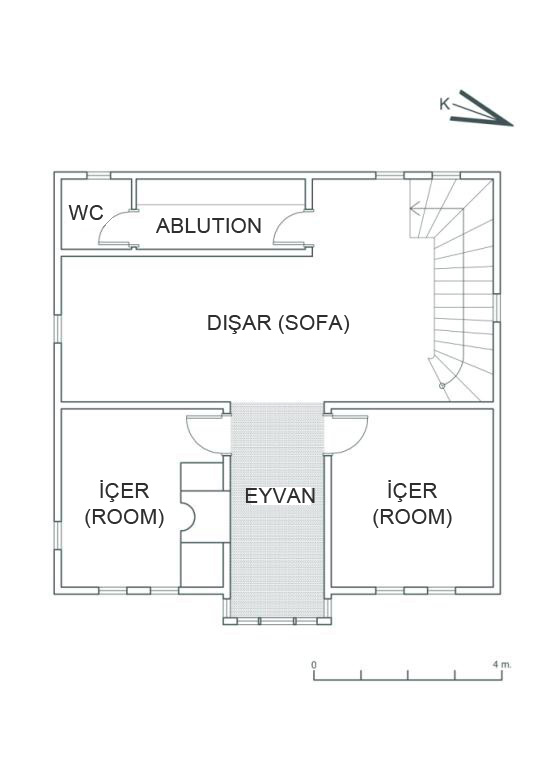 K
WC
ABLUTION
DIŞAR (SOFA)
İÇER
(ROOM)
EYVAN
İÇER
(ROOM)
0
4 m.